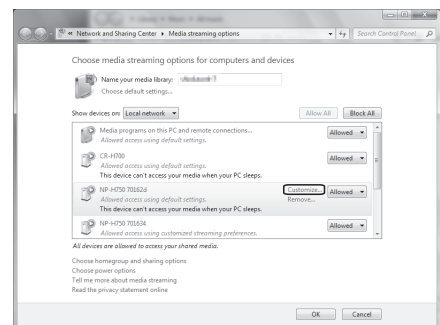 « Network and Sharing Center ▸ Media streaming options
Search Control Panel
Choose media streaming options for computers and devices
Name your media library:
Choose default settings...
Show devices on: Local network
Allow All
Block All
Media programs on this PC and remote connections...
Allowed access using default settings.
Allowed
CR-H700
Allowed access using default settings.
This device can't access your media when your PC sleeps.
Allowed
NP-H750 70162d
Customize...
Allowed access using default settings.
Remove...
Allowed
This device can't access your media when your PC sleeps.
NP-H750 701634
Allowed access using customized streaming preferences.
Allowed
All devices are allowed to access your shared media.
Choose homegroup and sharing options
Choose power options
Tell me more about media streaming
Read the privacy statement online
OK
Cancel